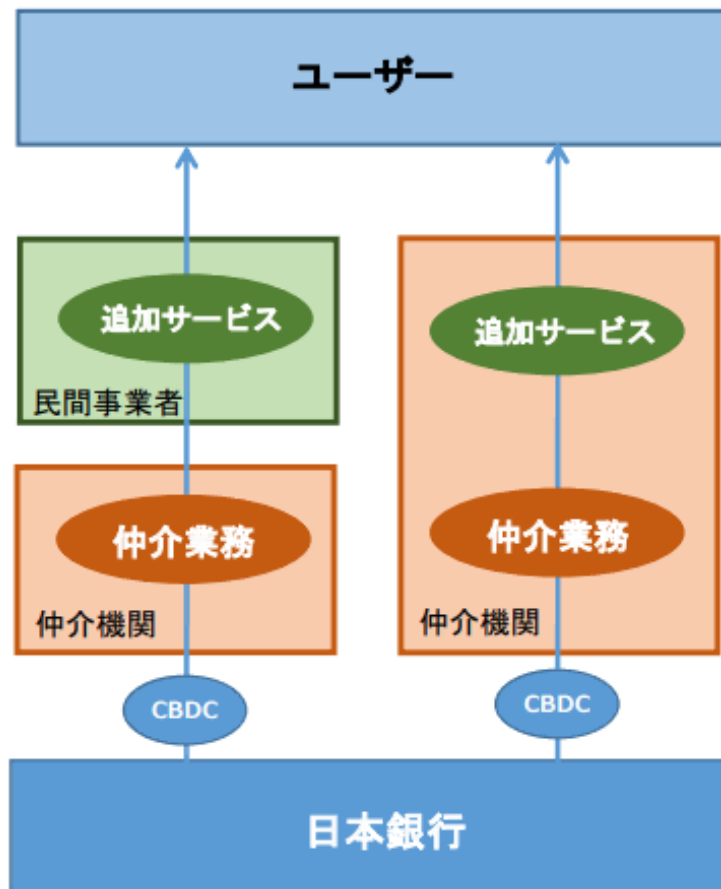 ユーザー
追加サービス
民間事業者
仲介業務
仲介機関
CBDC
追加サービス
仲介業務
仲介機関
CBDC
日本銀行